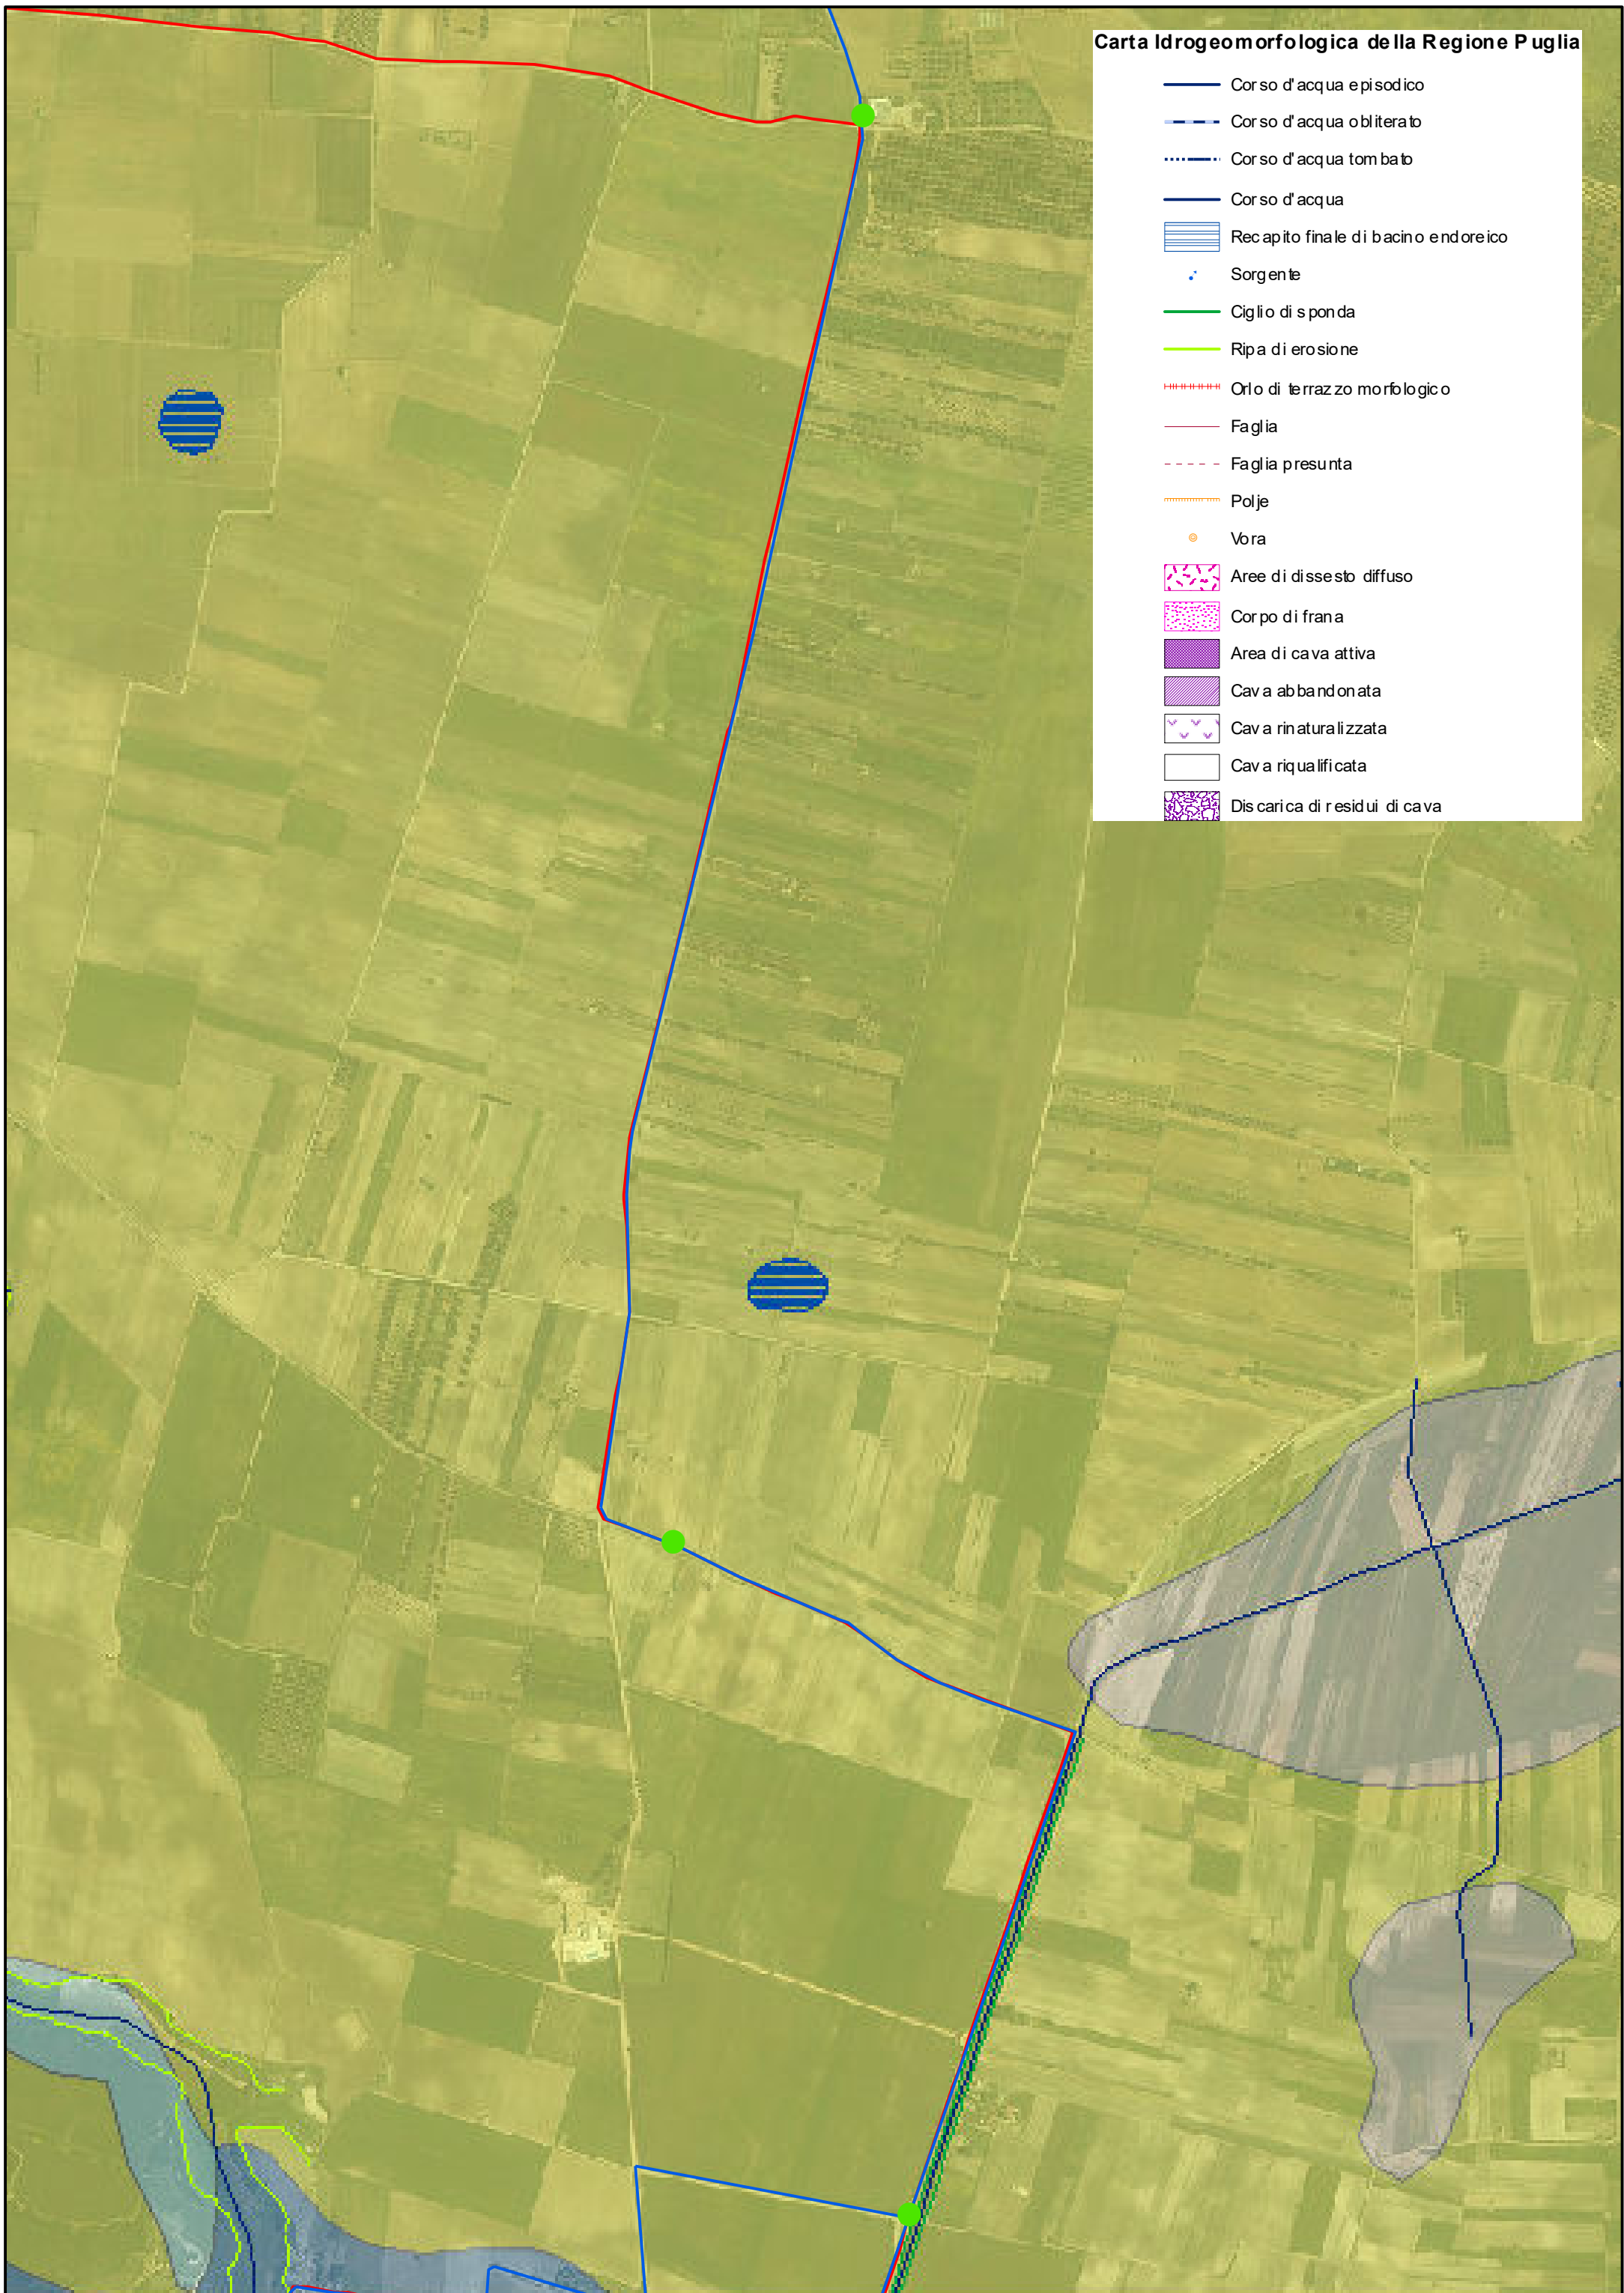 Carta Idrogeomorfologica della Regione Puglia
Corso d'acqua episodico
Corso d'acqua obliterato
Corso d'acqua tombato
Corso d'acqua
Recapito finale di bacino endoreico
Sorgente
Ciglio di sponda
Ripa di erosione
Orlo di terrazzo morfologico
Faglia
Faglia presunta
Polje
Vora
Aree di dissesto diffuso
Corpo di frana
Area di cava attiva
Cava abbandonata
Cava rinaturalizzata
Cava riqualificata
Discarica di residui di cava